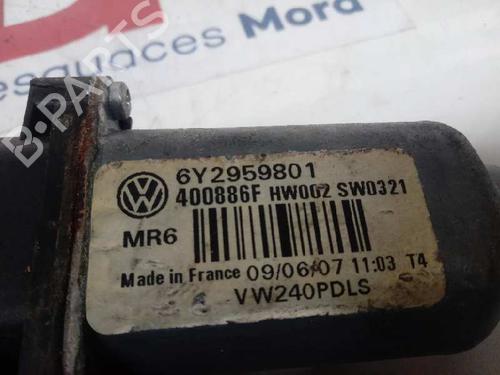 esguaces Mora
B-PARTS
6Y2959801
400886F HW002 SW0321
MR6
Made in France 09/06/07 11:03 T4
VW240PDLS